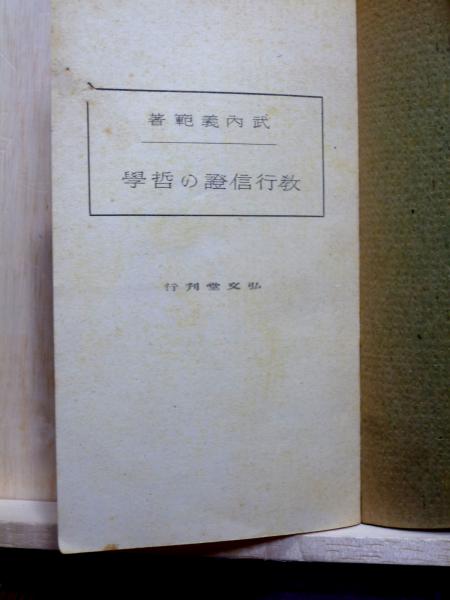 武内義範著
教行信證の哲學
弘文堂刊行